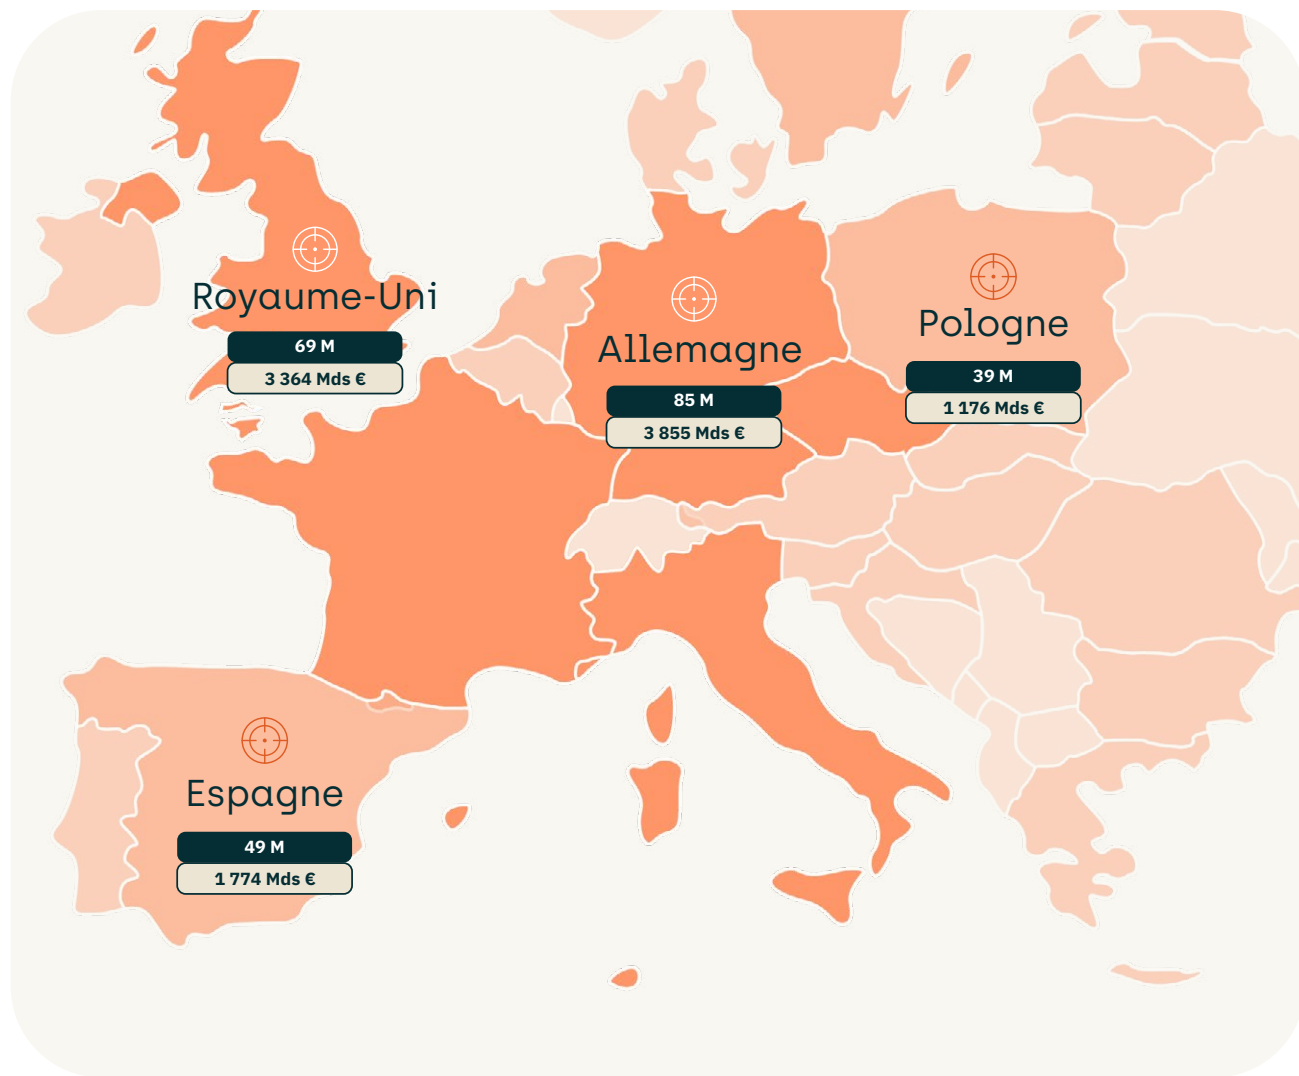 Royaume-Uni
69 M
3 364 Mds €
Allemagne
85 M
3 855 Mds €
Pologne
39 M
1 176 Mds €
Espagne
49 M
1 774 Mds €